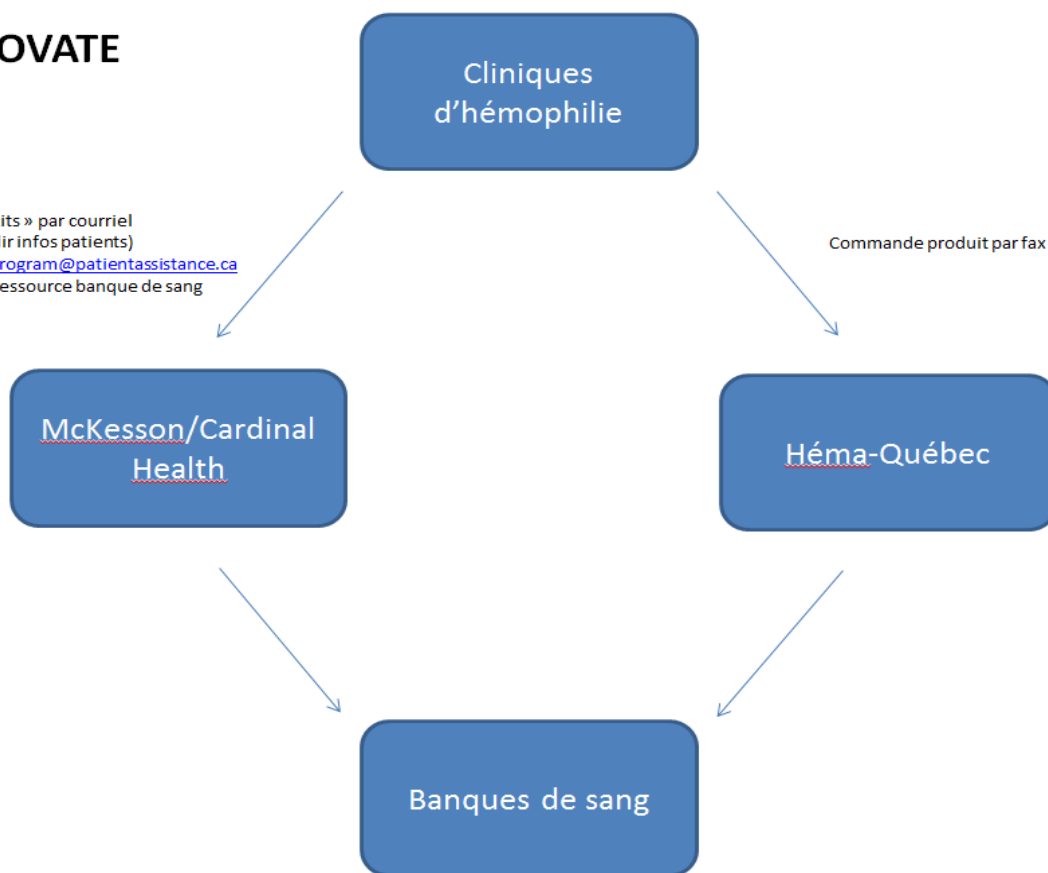 OVATE
Cliniques
d’hémophilie
its » par courriel
lir infos patients)
rogram@patientassistance.ca
essource banque de sang
Commande produit par fax
McKesson/Cardinal
Health
Héma-Québec
Banques de sang